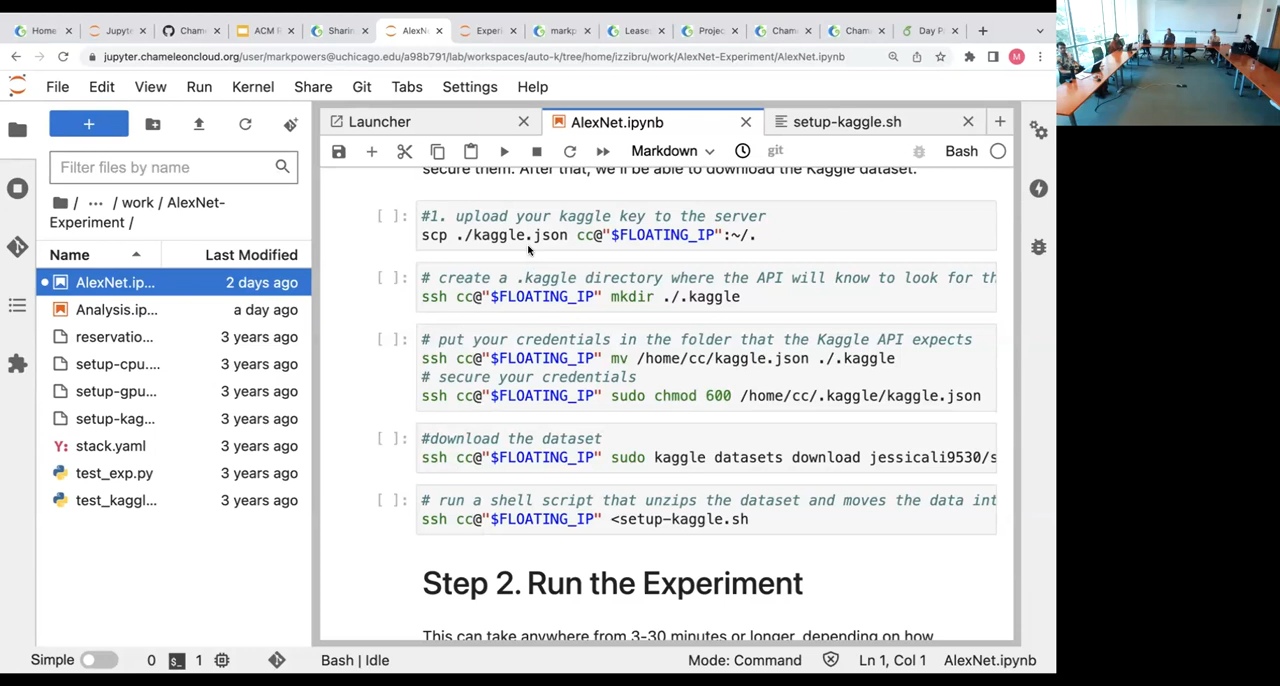 Home
Jupyte
Cham
ACM R
Sharin
AlexN
Experi
markp
Lease
Projec
Cham
Cham
Day P
jupyter.chameleoncloud.org/user/markpowers@uchicago.edu/a98b791/lab/workspaces/auto-k/tree/home/izzibru/work/AlexNet-Experiment/AlexNet.ipynb
M
File Edit View Run Kernel Share Git Tabs Settings Help
+
Filter files by name
/ ... / work / AlexNet-
Experiment /
Name Last Modified
AlexNet.ip... 2 days ago
Analysis.ip... a day ago
reservatio... 3 years ago
setup-cpu.... 3 years ago
setup-gpu... 3 years ago
setup-kag... 3 years ago
Y: stack.yaml 3 years ago
test_exp.py 3 years ago
test_kaggl... 3 years ago
Launcher
AlexNet.ipynb
setup-kaggle.sh
Markdown
git
Bash
secure them. After that, we'll be able to download the Kaggle dataset.
[ ]: #1. upload your kaggle key to the server
scp ./kaggle.json cc@"$FLOATING_IP":~/.
[ ]: # create a .kaggle directory where the API will know to look for th
ssh cc@"$FLOATING_IP" mkdir ./.kaggle
[ ]: # put your credentials in the folder that the Kaggle API expects
ssh cc@"$FLOATING_IP" mv /home/cc/kaggle.json ./.kaggle
# secure your credentials
ssh cc@"$FLOATING_IP" sudo chmod 600 /home/cc/.kaggle/kaggle.json
[ ]: #download the dataset
ssh cc@"$FLOATING_IP" sudo kaggle datasets download jessicali9530/s
[ ]: # run a shell script that unzips the dataset and moves the data int
ssh cc@"$FLOATING_IP" <setup-kaggle.sh
Step 2. Run the Experiment
This can take anywhere from 3-30 minutes or longer, depending on how
Simple 0 1 Bash | Idle Mode: Command Ln 1, Col 1 AlexNet.ipynb